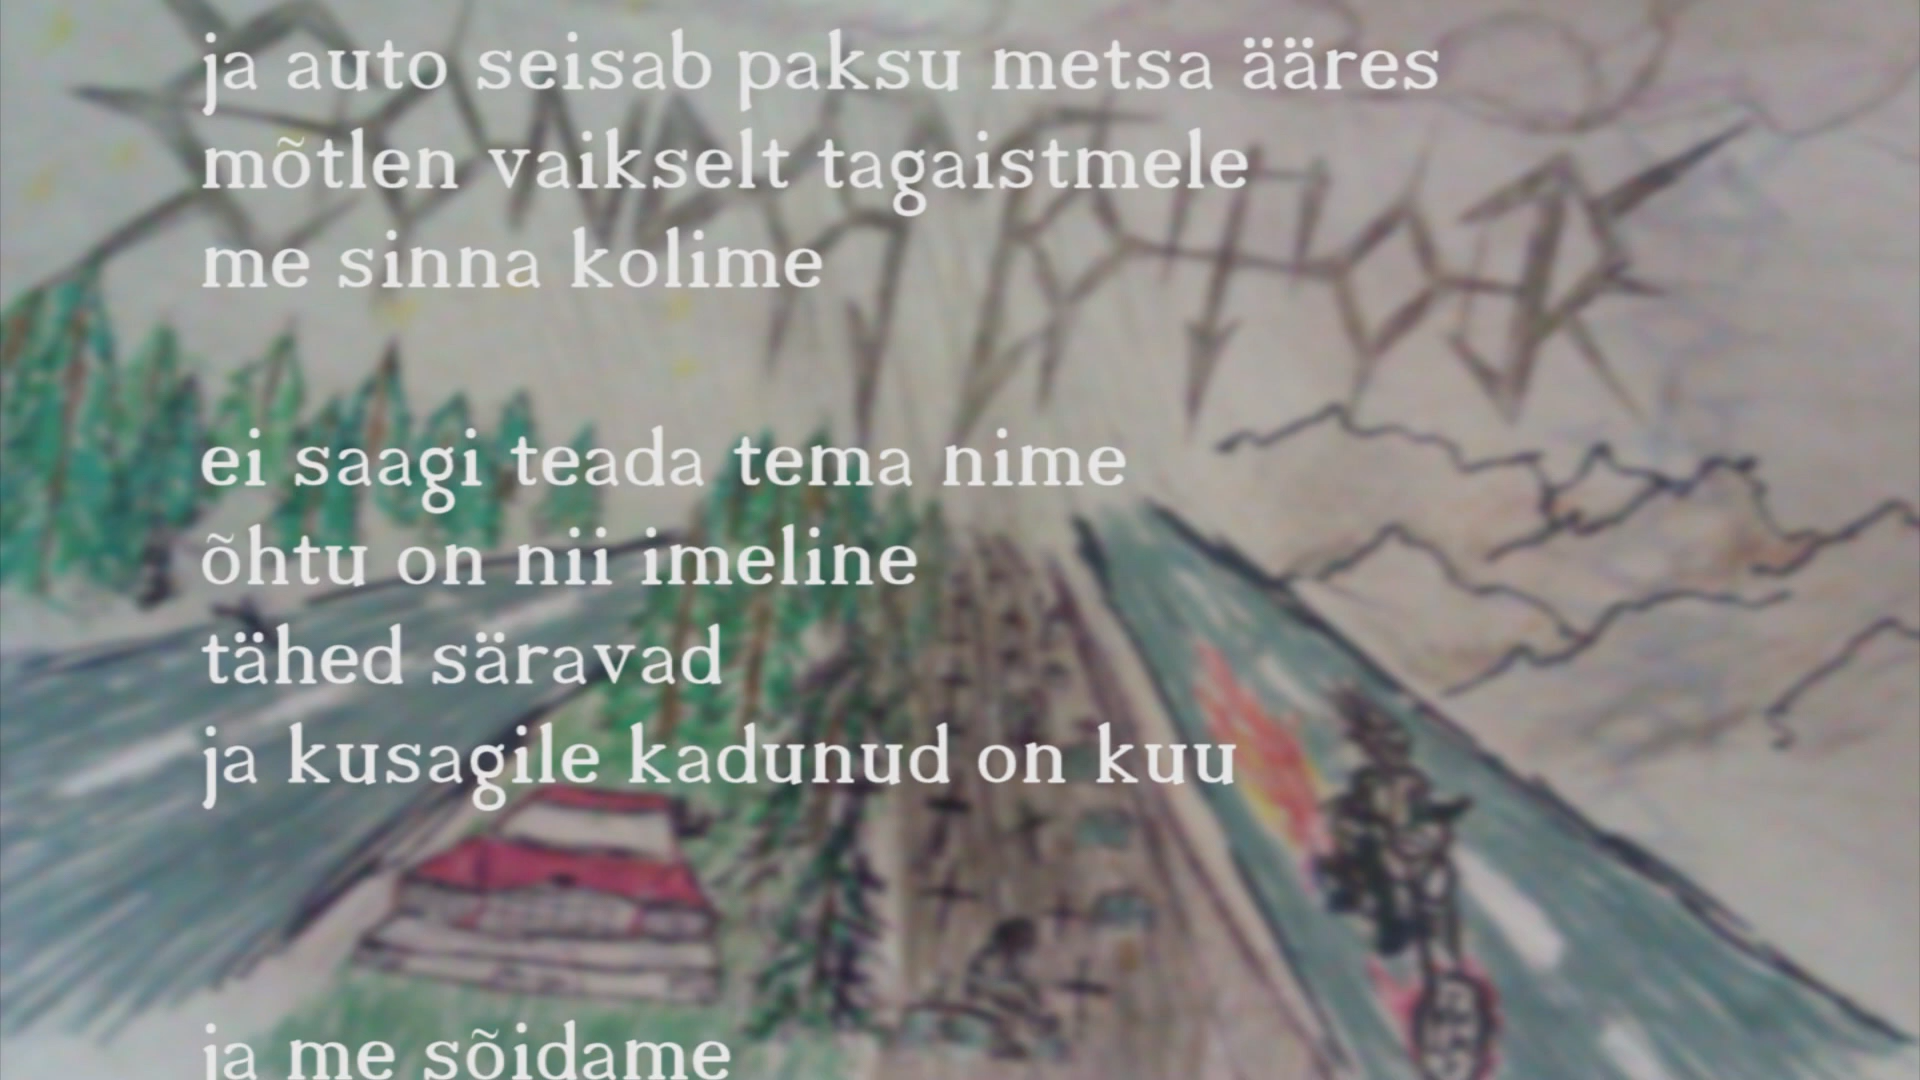 ja auto seisab paksu metsa ääres
mõtlen vaikselt tagaistmele
me sinna kolime
ei saagi teada tema nime
õhtu on nii imeline
tähed säravad
ja kusagile kadunud on kuu
ja me sõidame